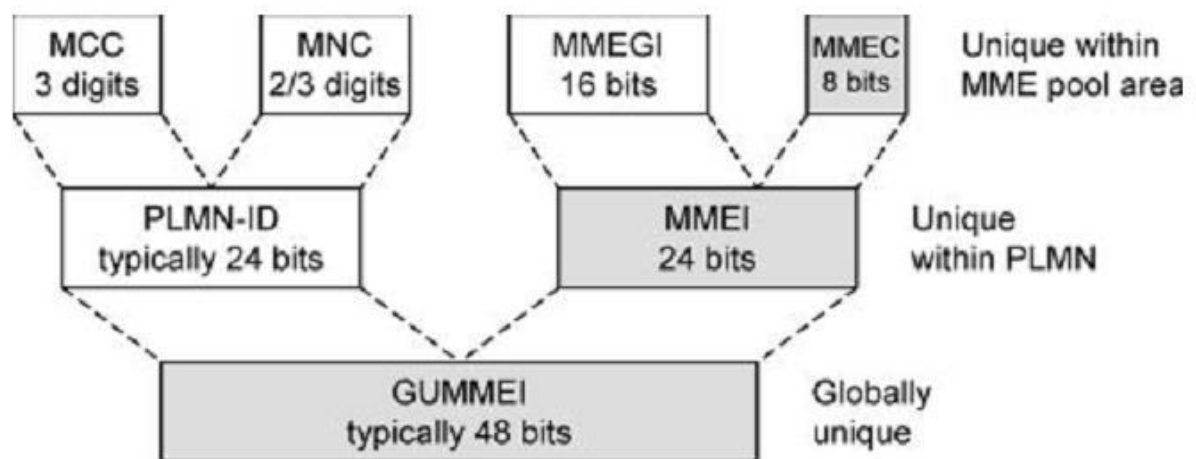 MCC
3 digits
MNC
2/3 digits
MMEGI
16 bits
MMEC
8 bits
Unique within
MME pool area
PLMN-ID
typically 24 bits
MMEI
24 bits
Unique
within PLMN
GUMMEI
typically 48 bits
Globally
unique